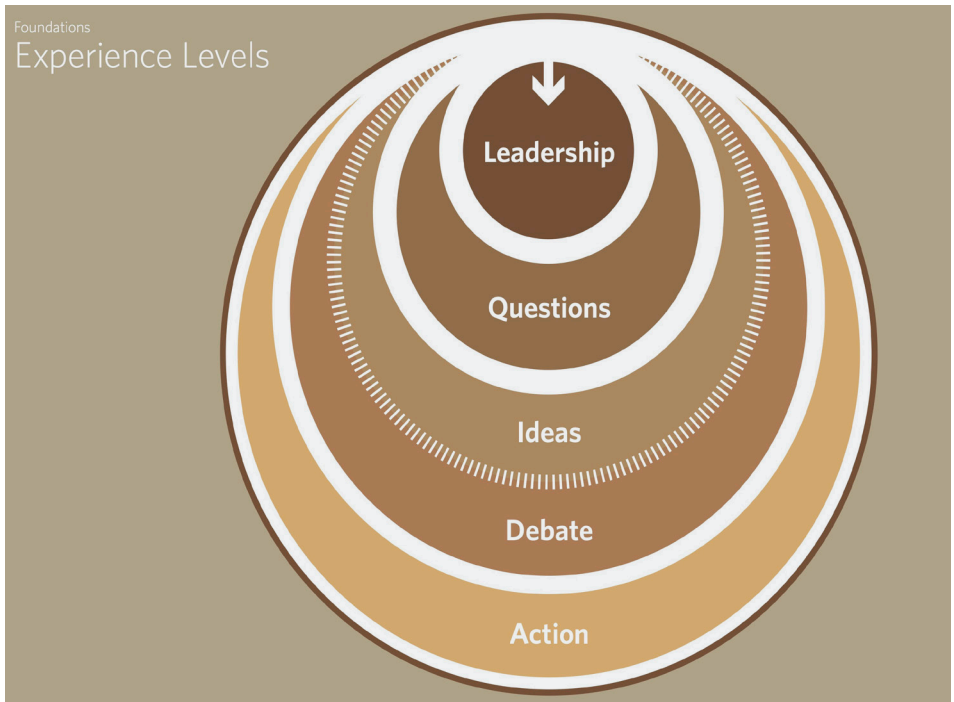 Foundations
Experience Levels
Leadership
Questions
Ideas
Debate
Action